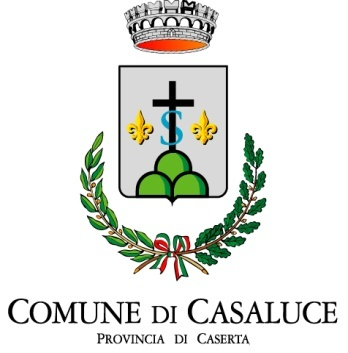 S
COMUNE DI CASALUCE
PROVINCIA DI CASERTA